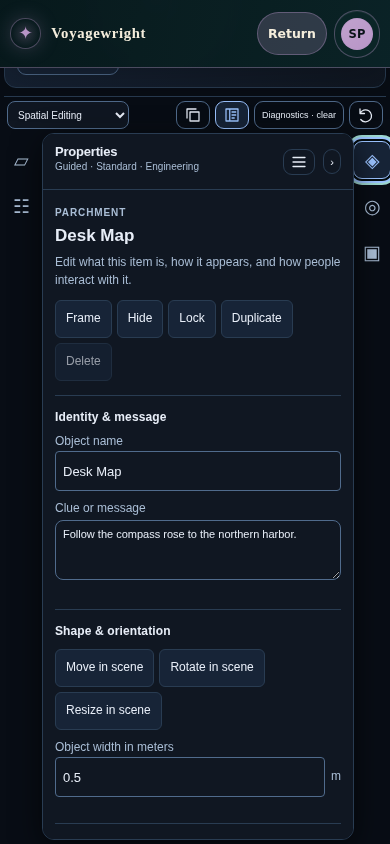 Voyagewright
Return
SP
Spatial Editing
Diagnostics · clear
Properties
Guided · Standard · Engineering
PARCHMENT
Desk Map
Edit what this item is, how it appears, and how people
interact with it.
Frame
Hide
Lock
Duplicate
Delete
Identity & message
Object name
Desk Map
Clue or message
Follow the compass rose to the northern harbor.
Shape & orientation
Move in scene
Rotate in scene
Resize in scene
Object width in meters
0.5
m